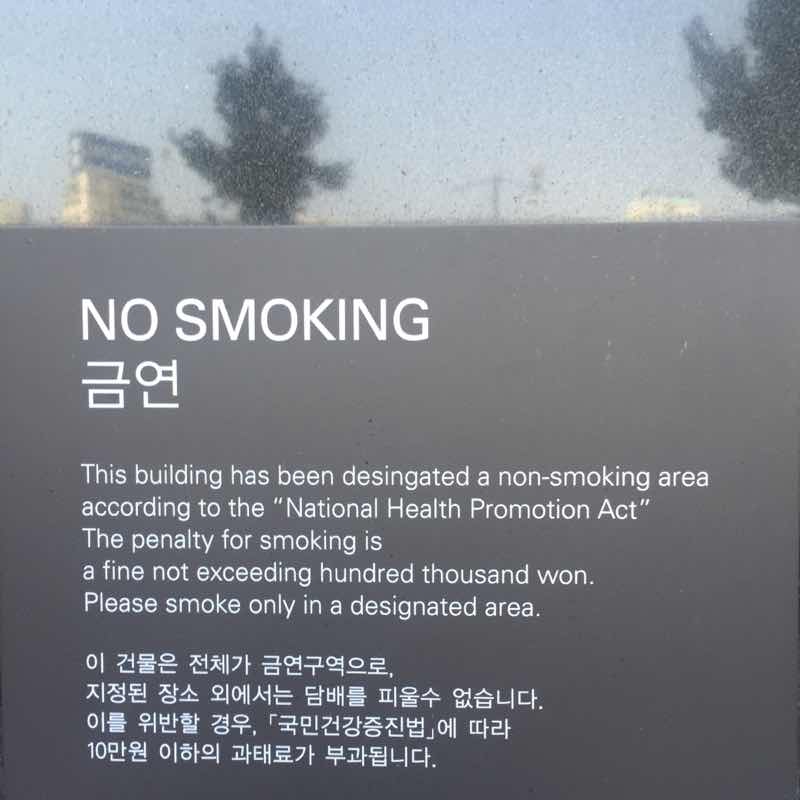 NO SMOKING
금연
This building has been desingated a non-smoking area
according to the “National Health Promotion Act”
The penalty for smoking is
a fine not exceeding hundred thousand won.
Please smoke only in a designated area.
이 건물은 전체가 금연구역으로,
지정된 장소 외에서는 담배를 피울수 없습니다.
이를 위반할 경우, 「국민건강증진법」에 따라
10만원 이하의 과태료가 부과됩니다.